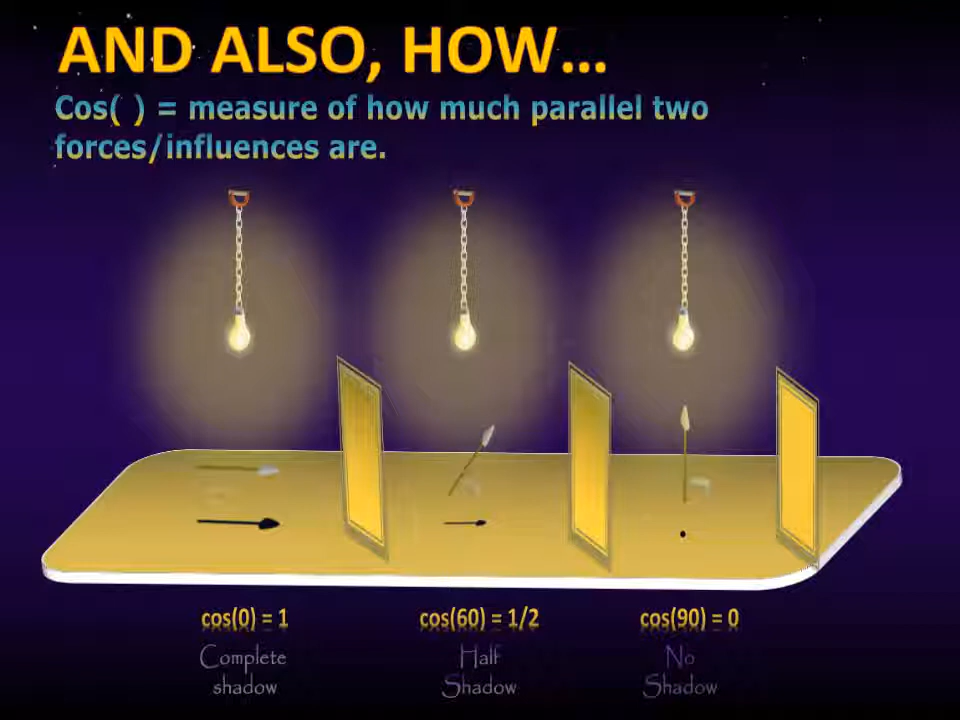 AND ALSO, HOW...
Cos( ) = measure of how much parallel two
forces/influences are.
cos(0) = 1
cos(60) = 1/2
cos(90) = 0
Complete
shadow
Half
Shadow
No
Shadow